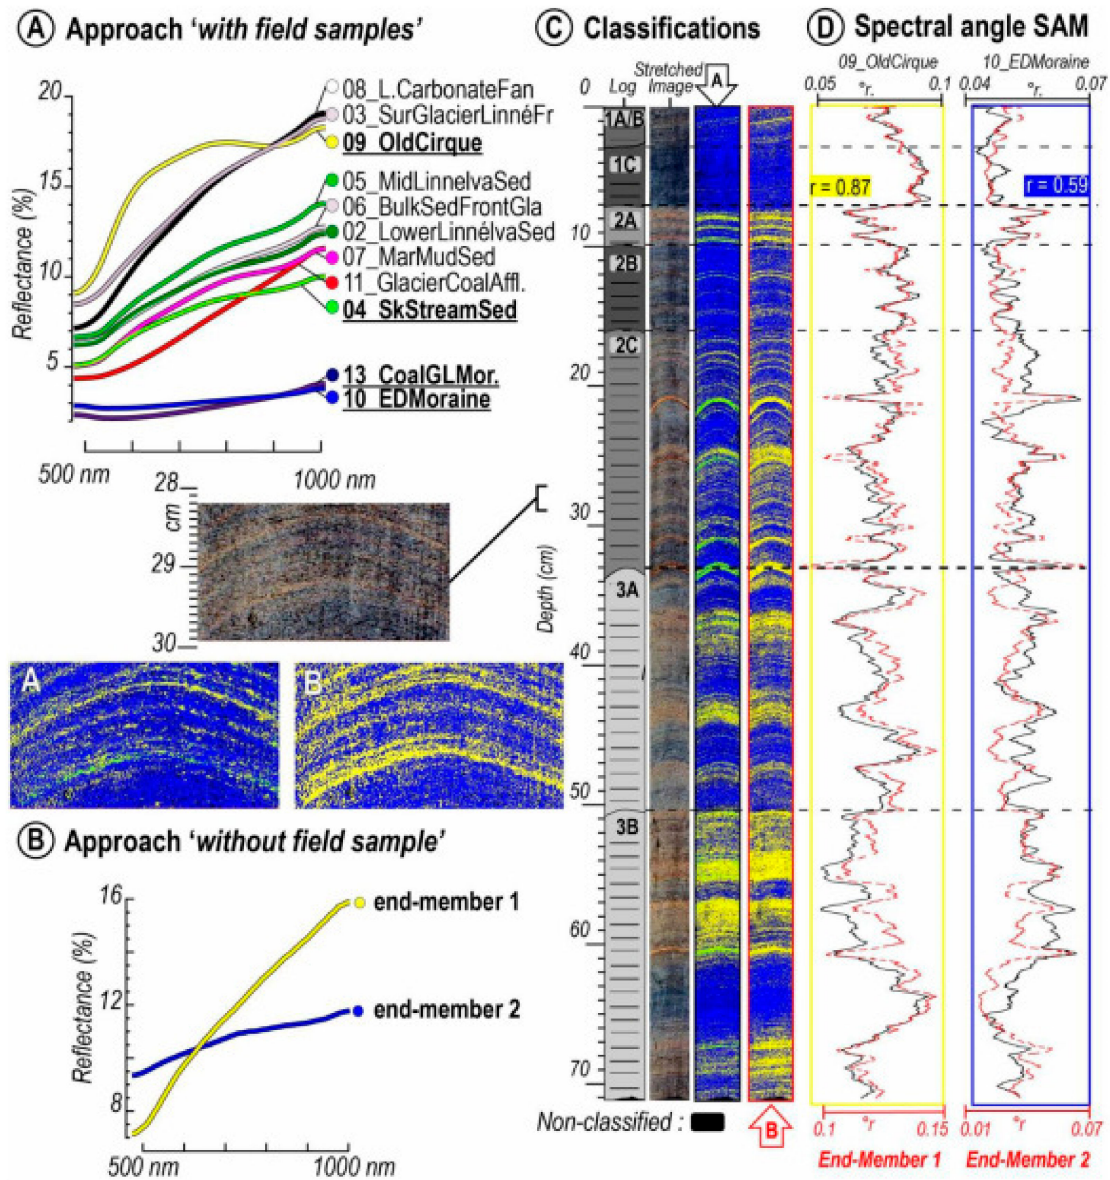 A Approach 'with field samples'
Reflectance (%)
20
15
10
5
08_L.CarbonateFan
03_SurGlacierLinnéFr
09_OldCirque
05_MidLinnelvaSed
06_BulkSedFrontGla
02_LowerLinnélvaSed
07_MarMudSed
11_GlacierCoalAffl.
04_SkStreamSed
13_CoalGLMor.
10_EDMoraine
500 nm
1000 nm
28
cm
29
30
A
B
B Approach 'without field sample'
Reflectance (%)
16
12
8
end-member 1
end-member 2
500 nm
1000 nm
C Classifications
Stretched
Log
Image
A
0
10
20
30
40
50
60
70
Depth (cm)
1A/B
1C
2A
2B
2C
3A
3B
Non-classified :
B
D Spectral angle SAM
09_OldCirque
10_EDMoraine
0.05
°r.
0.1
0.04
°r.
0.07
r = 0.87
r = 0.59
0.1
°r
0.15
0.01
°r
0.07
End-Member 1
End-Member 2